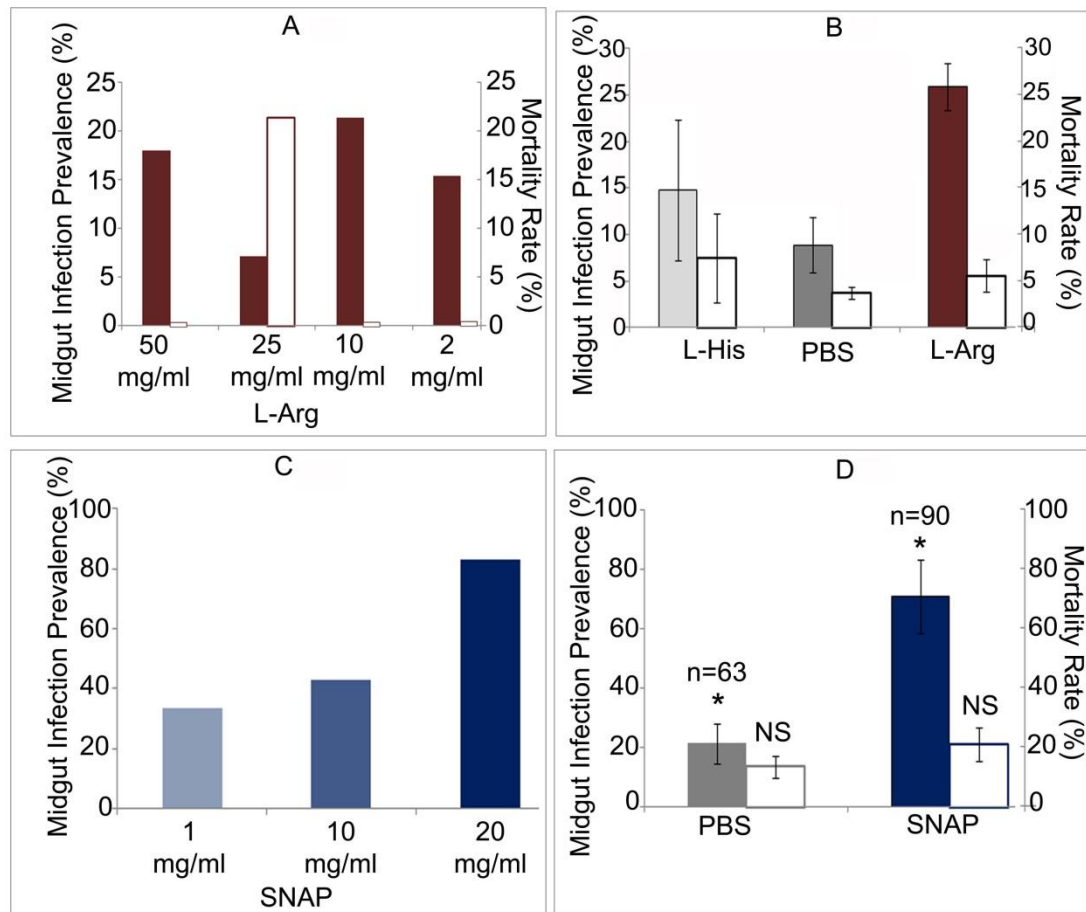 A
Midgut Infection Prevalence (%)
25
20
15
10
5
0
25
20
15
10
5
0
Mortality Rate (%)
50 25 10 2
mg/ml mg/ml mg/ml mg/ml
L-Arg
B
Midgut Infection Prevalence (%)
30
25
20
15
10
5
0
30
25
20
15
10
5
0
Mortality Rate (%)
L-His PBS L-Arg
C
Midgut Infection Prevalence (%)
100
80
60
40
20
0
1 10 20
mg/ml mg/ml mg/ml
SNAP
D
Midgut Infection Prevalence (%)
100
80
60
40
20
0
n=63
*
NS
n=90
*
NS
100
80
60
40
20
0
Mortality Rate (%)
PBS SNAP